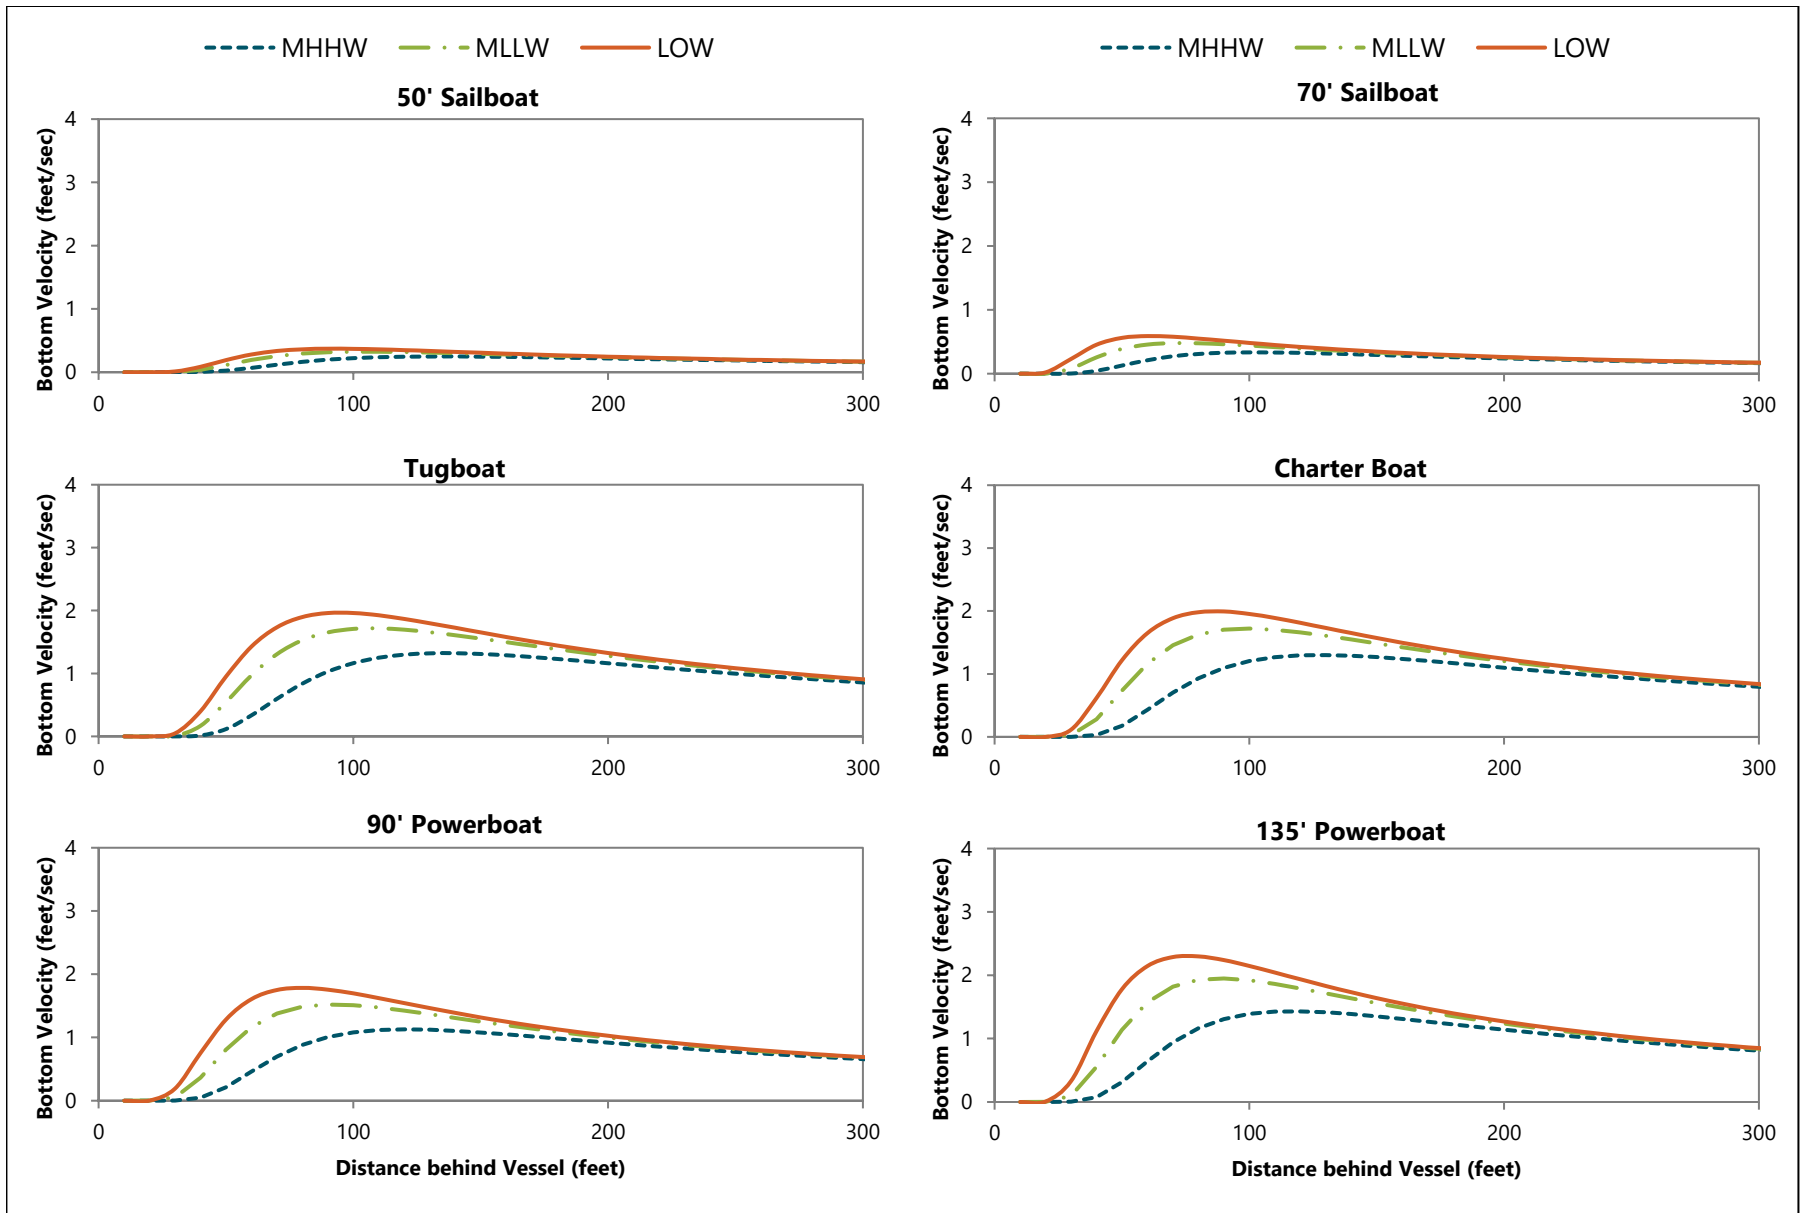 MHHW MLLW LOW
MHHW MLLW LOW
50' Sailboat
Bottom Velocity (feet/sec)
4
3
2
1
0
0 100 200 300
70' Sailboat
Bottom Velocity (feet/sec)
4
3
2
1
0
0 100 200 300
Tugboat
Bottom Velocity (feet/sec)
4
3
2
1
0
0 100 200 300
Charter Boat
Bottom Velocity (feet/sec)
4
3
2
1
0
0 100 200 300
90' Powerboat
Bottom Velocity (feet/sec)
4
3
2
1
0
0 100 200 300
Distance behind Vessel (feet)
135' Powerboat
Bottom Velocity (feet/sec)
4
3
2
1
0
0 100 200 300
Distance behind Vessel (feet)